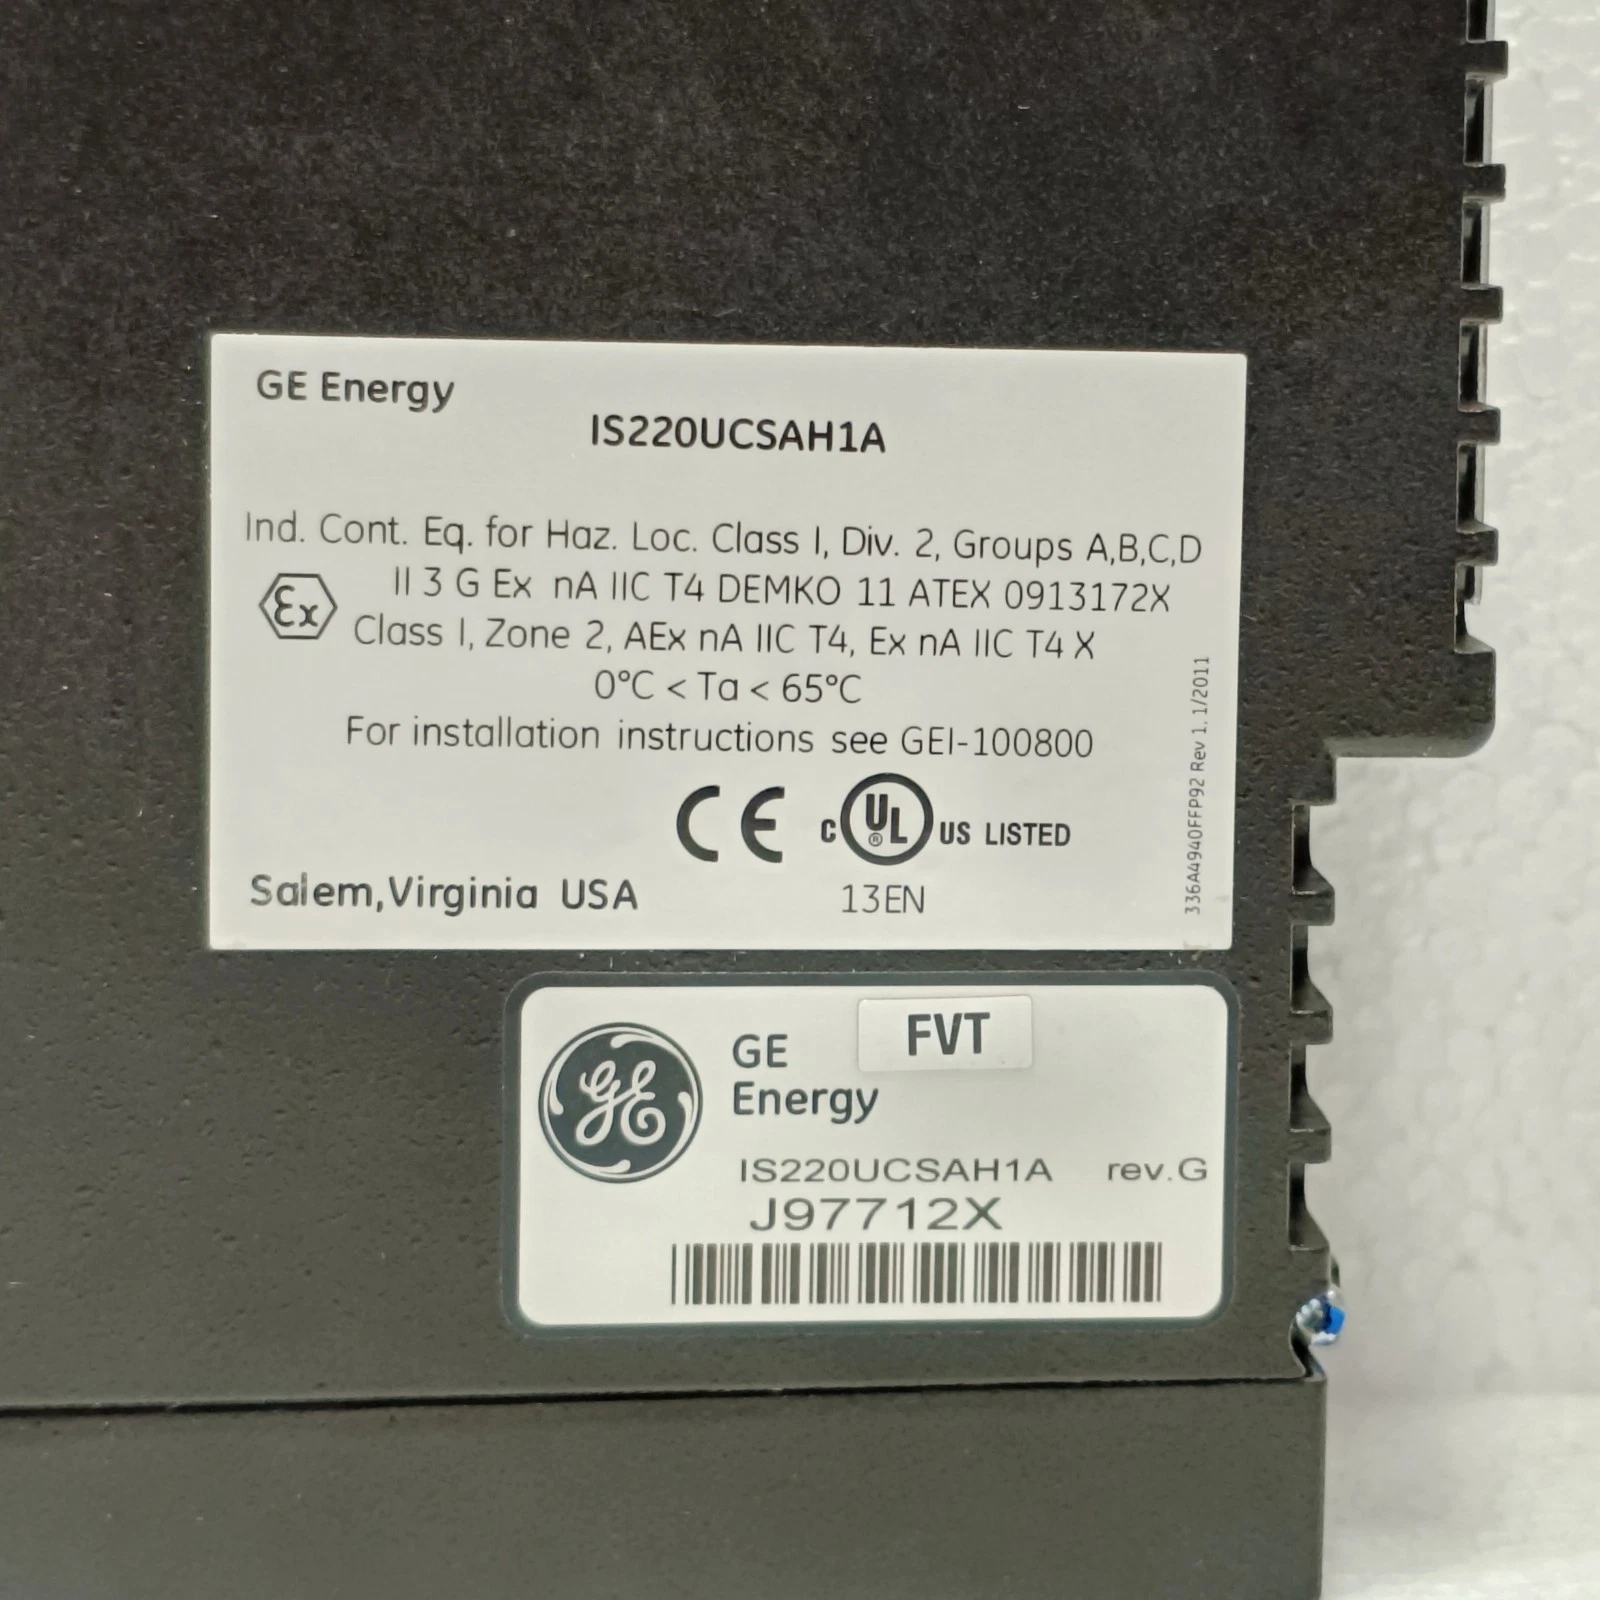 GE Energy
IS220UCSAH1A
Ind. Cont. Eq. for Haz. Loc. Class I, Div. 2, Groups A,B,C,D
II 3 G Ex nA IIC T4 DEMKO 11 ATEX 0913172X
Ex
Class I, Zone 2, AEx nA IIC T4, Ex nA IIC T4 X
0°C < Ta < 65°C
For installation instructions see GEI-100800
CE C UL® US LISTED
Salem,Virginia USA
13EN
336A4940FFP92 Rev 1. 1/2011
GE
GE
Energy
FVT
IS220UCSAH1A rev.G
J97712X